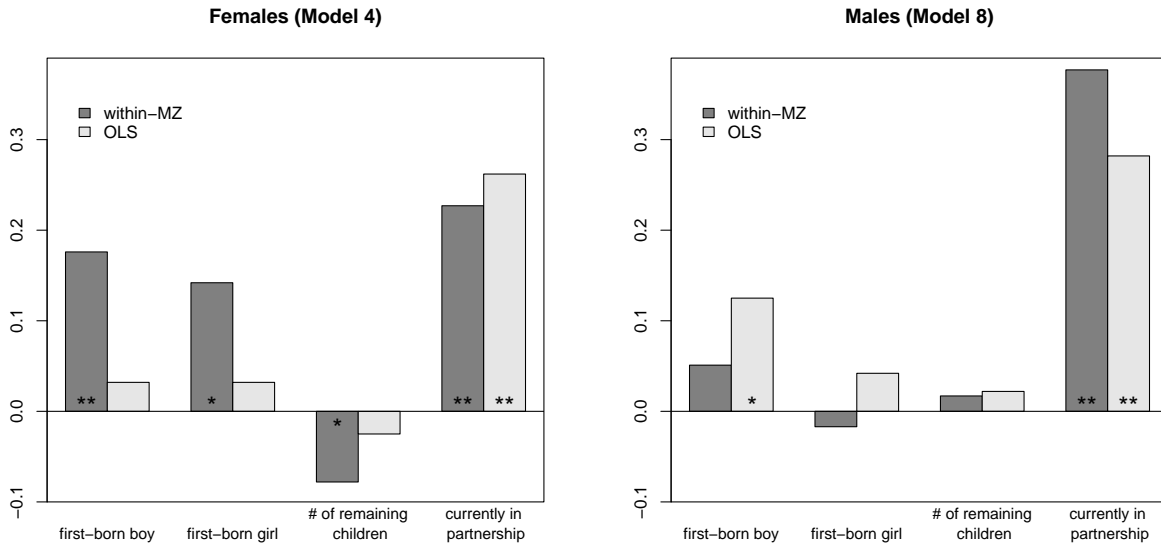 Females (Model 4)
within−MZ
OLS
0.3
0.2
0.1
0.0
−0.1
** * * ** **
first−born boy
first−born girl
# of remaining
children
currently in
partnership
Males (Model 8)
within−MZ
OLS
0.3
0.2
0.1
0.0
−0.1
* ** **
first−born boy
first−born girl
# of remaining
children
currently in
partnership